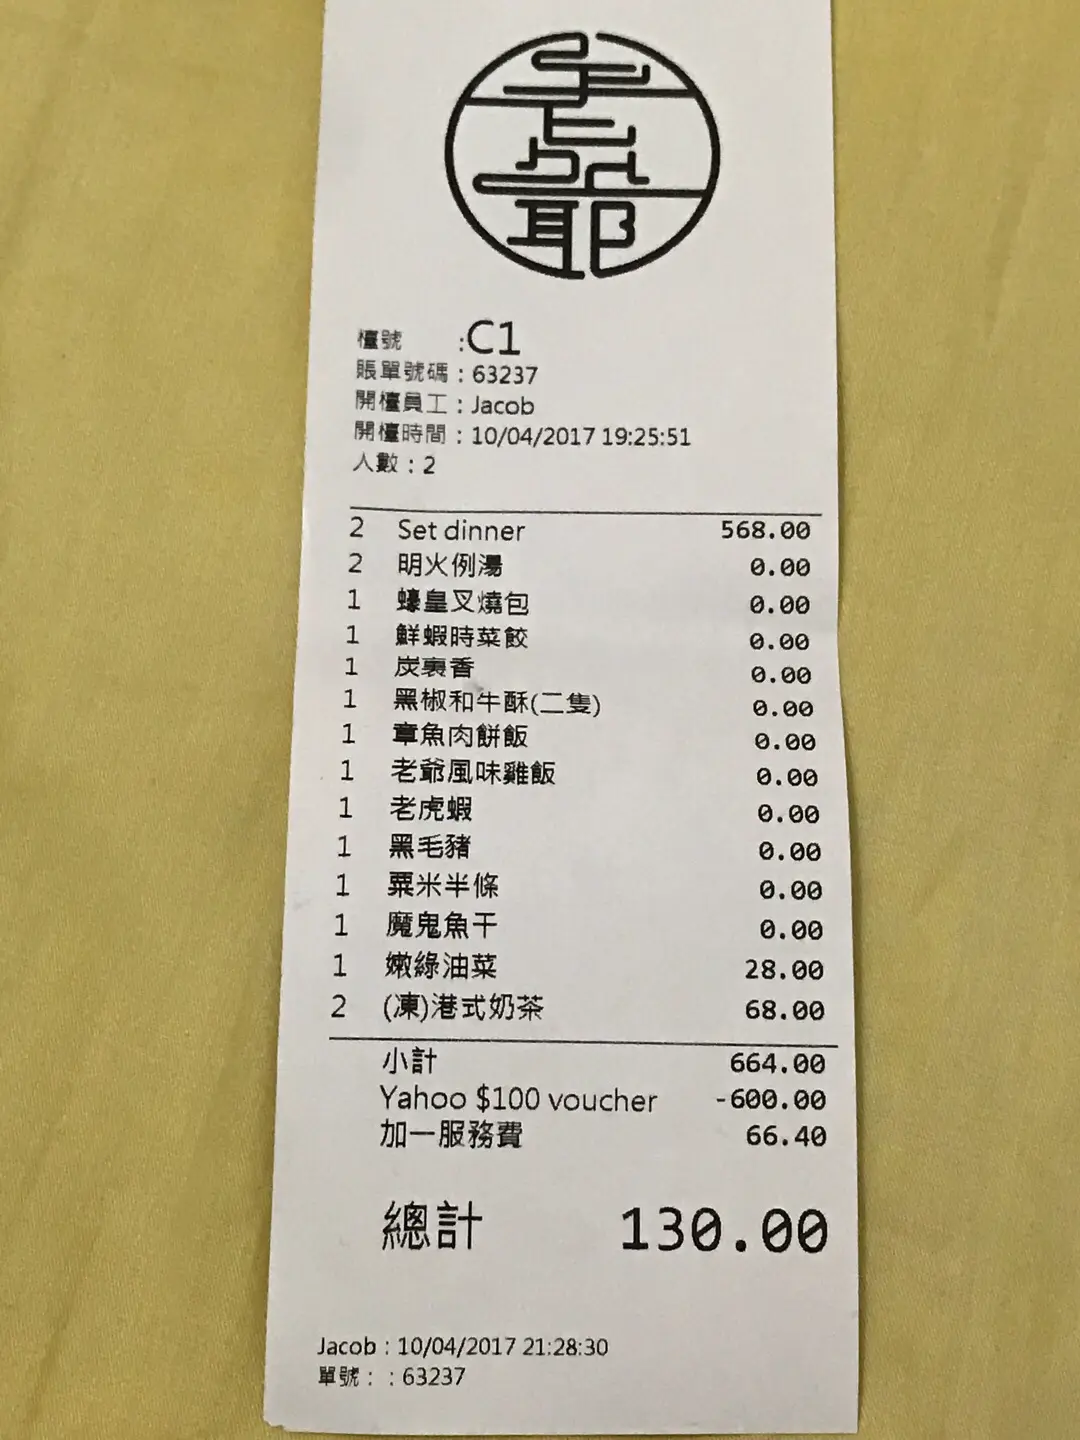 老爺
檯號 :C1
賬單號碼 : 63237
開檯員工 : Jacob
開檯時間 : 10/04/2017 19:25:51
人數 : 2
2 Set dinner 568.00
2 明火例湯 0.00
1 蠔皇叉燒包 0.00
1 鮮蝦時菜餃 0.00
1 炭裏香 0.00
1 黑椒和牛酥(二隻) 0.00
1 章魚肉餅飯 0.00
1 老爺風味雞飯 0.00
1 老虎蝦 0.00
1 黑毛豬 0.00
1 粟米半條 0.00
1 魔鬼魚干 0.00
1 嫩綠油菜 28.00
2 (凍)港式奶茶 68.00
小計 664.00
Yahoo $100 voucher -600.00
加一服務費 66.40
總計 130.00
Jacob : 10/04/2017 21:28:30
單號 : : 63237